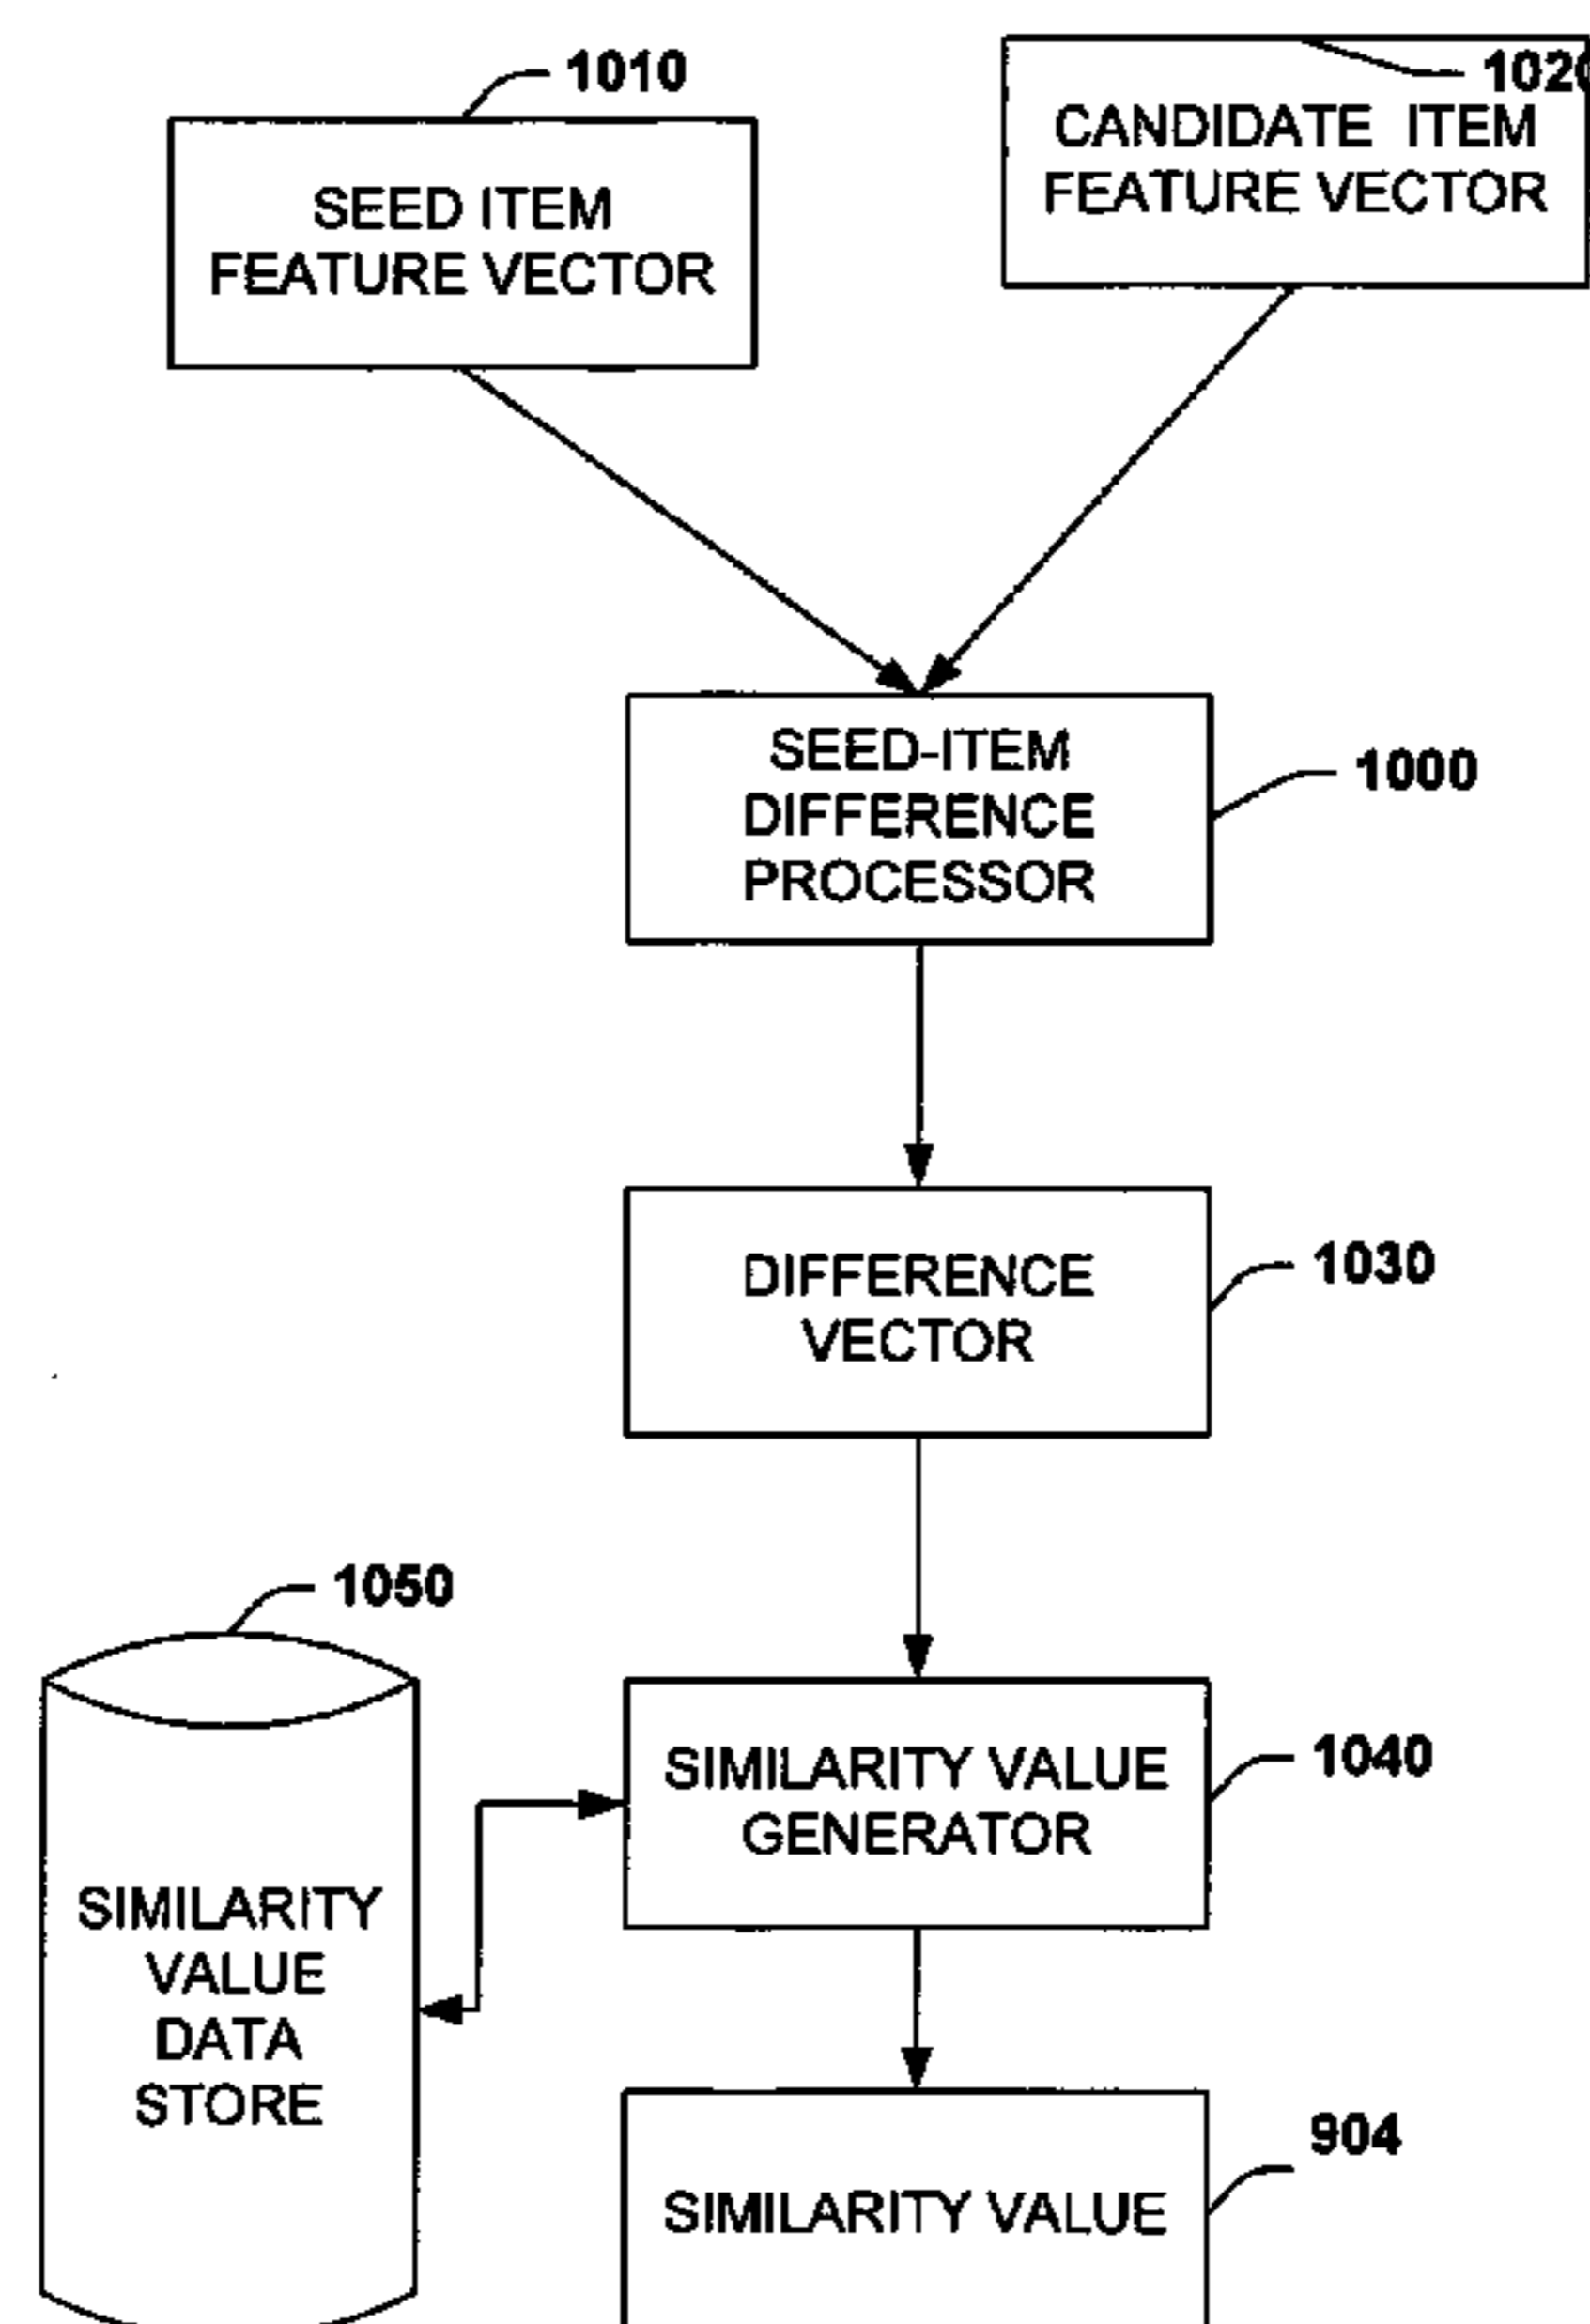 1010
SEED ITEM
FEATURE VECTOR
1020
CANDIDATE ITEM
FEATURE VECTOR
SEED-ITEM
DIFFERENCE
PROCESSOR
1000
DIFFERENCE
VECTOR
1030
1050
SIMILARITY VALUE
GENERATOR
1040
SIMILARITY
VALUE
DATA
STORE
904
SIMILARITY VALUE